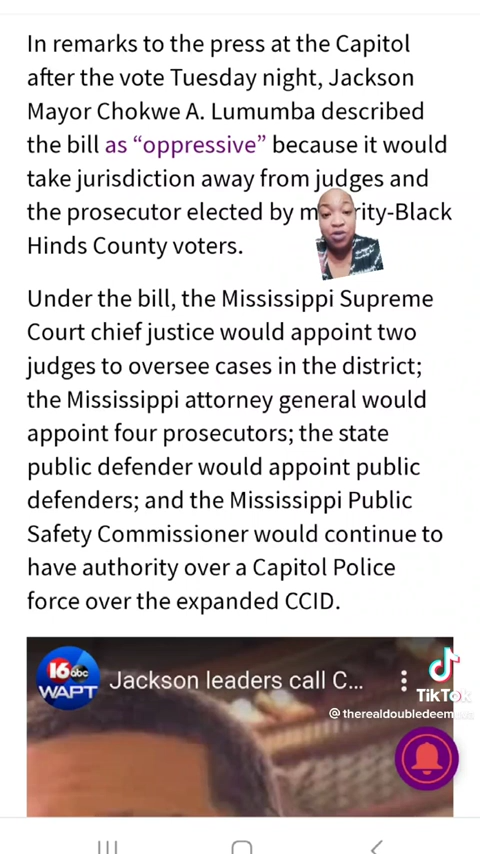 In remarks to the press at the Capitol
after the vote Tuesday night, Jackson
Mayor Chokwe A. Lumumba described
the bill as “oppressive” because it would
take jurisdiction away from judges and
the prosecutor elected by m rity-Black
Hinds County voters.
Under the bill, the Mississippi Supreme
Court chief justice would appoint two
judges to oversee cases in the district;
the Mississippi attorney general would
appoint four prosecutors; the state
public defender would appoint public
defenders; and the Mississippi Public
Safety Commissioner would continue to
have authority over a Capitol Police
force over the expanded CCID.
16 abc
WAPT
Jackson leaders call C...
TikTok